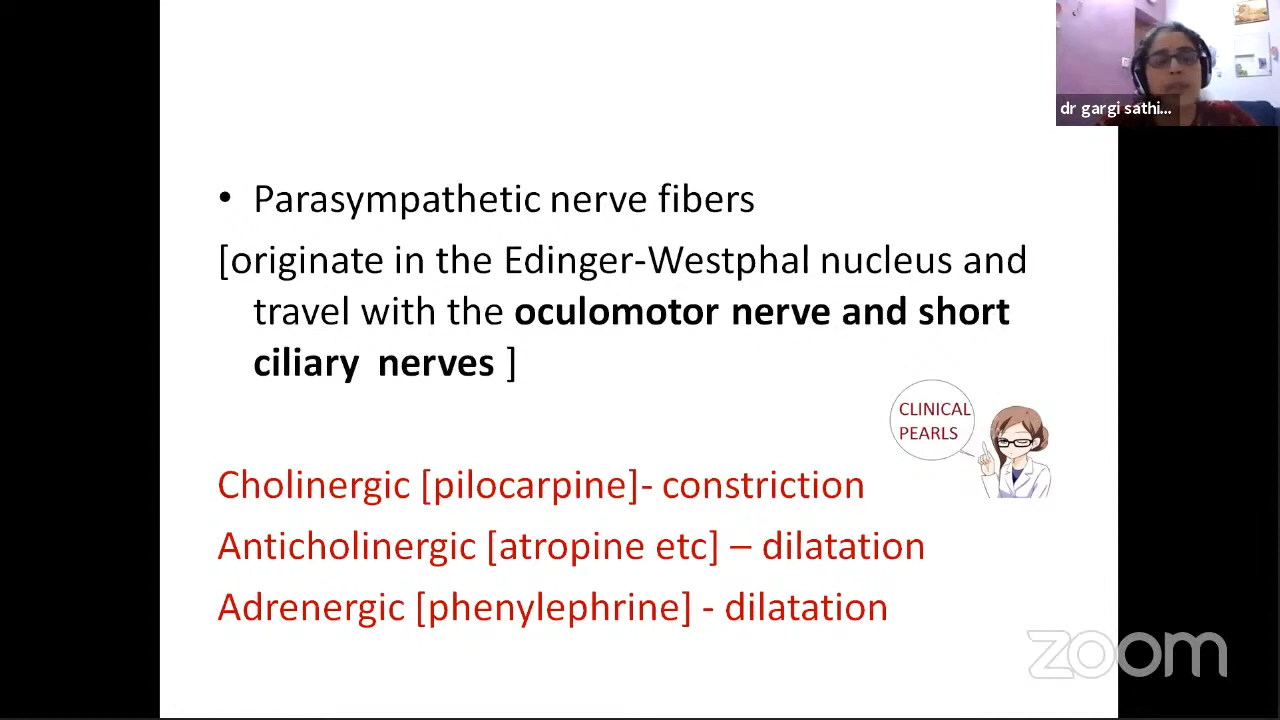 dr gargi sathi...
• Parasympathetic nerve fibers
[originate in the Edinger-Westphal nucleus and
travel with the oculomotor nerve and short
ciliary nerves ]
CLINICAL
PEARLS
Cholinergic [pilocarpine]- constriction
Anticholinergic [atropine etc] – dilatation
Adrenergic [phenylephrine] - dilatation
zoom